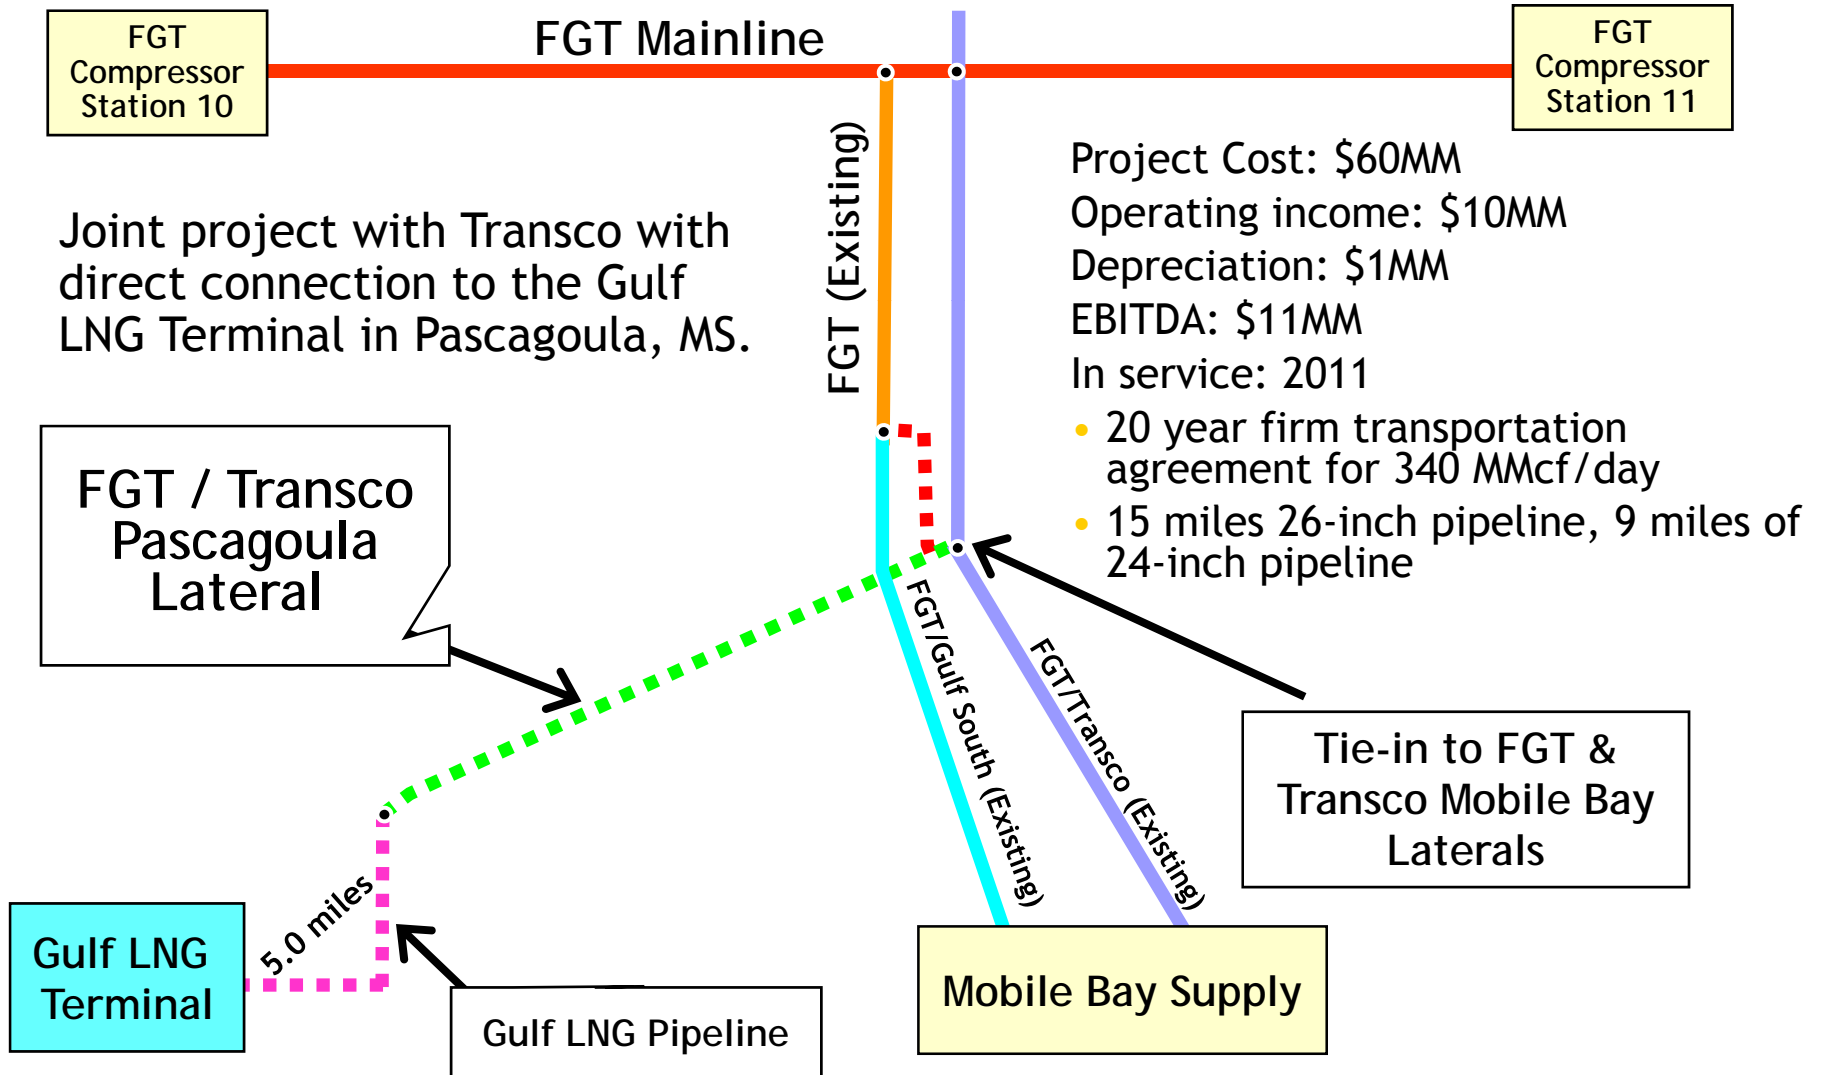 FGT
Compressor
Station 10
FGT Mainline
FGT
Compressor
Station 11
Joint project with Transco with
direct connection to the Gulf
LNG Terminal in Pascagoula, MS.
FGT (Existing)
Project Cost: $60MM
Operating income: $10MM
Depreciation: $1MM
EBITDA: $11MM
In service: 2011
• 20 year firm transportation
agreement for 340 MMcf/day
• 15 miles 26-inch pipeline, 9 miles of
24-inch pipeline
FGT / Transco
Pascagoula
Lateral
FGT/Gulf South (Existing)
FGT/Transco (Existing)
Tie-in to FGT &
Transco Mobile Bay
Laterals
5.0 miles
Gulf LNG
Terminal
Gulf LNG Pipeline
Mobile Bay Supply